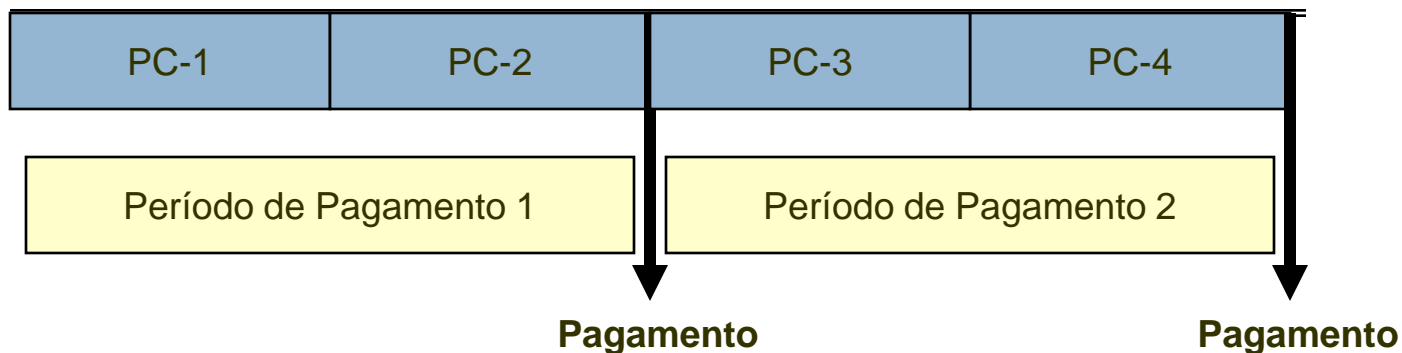 PC-1 PC-2 PC-3 PC-4
Período de Pagamento 1 Período de Pagamento 2
Pagamento Pagamento